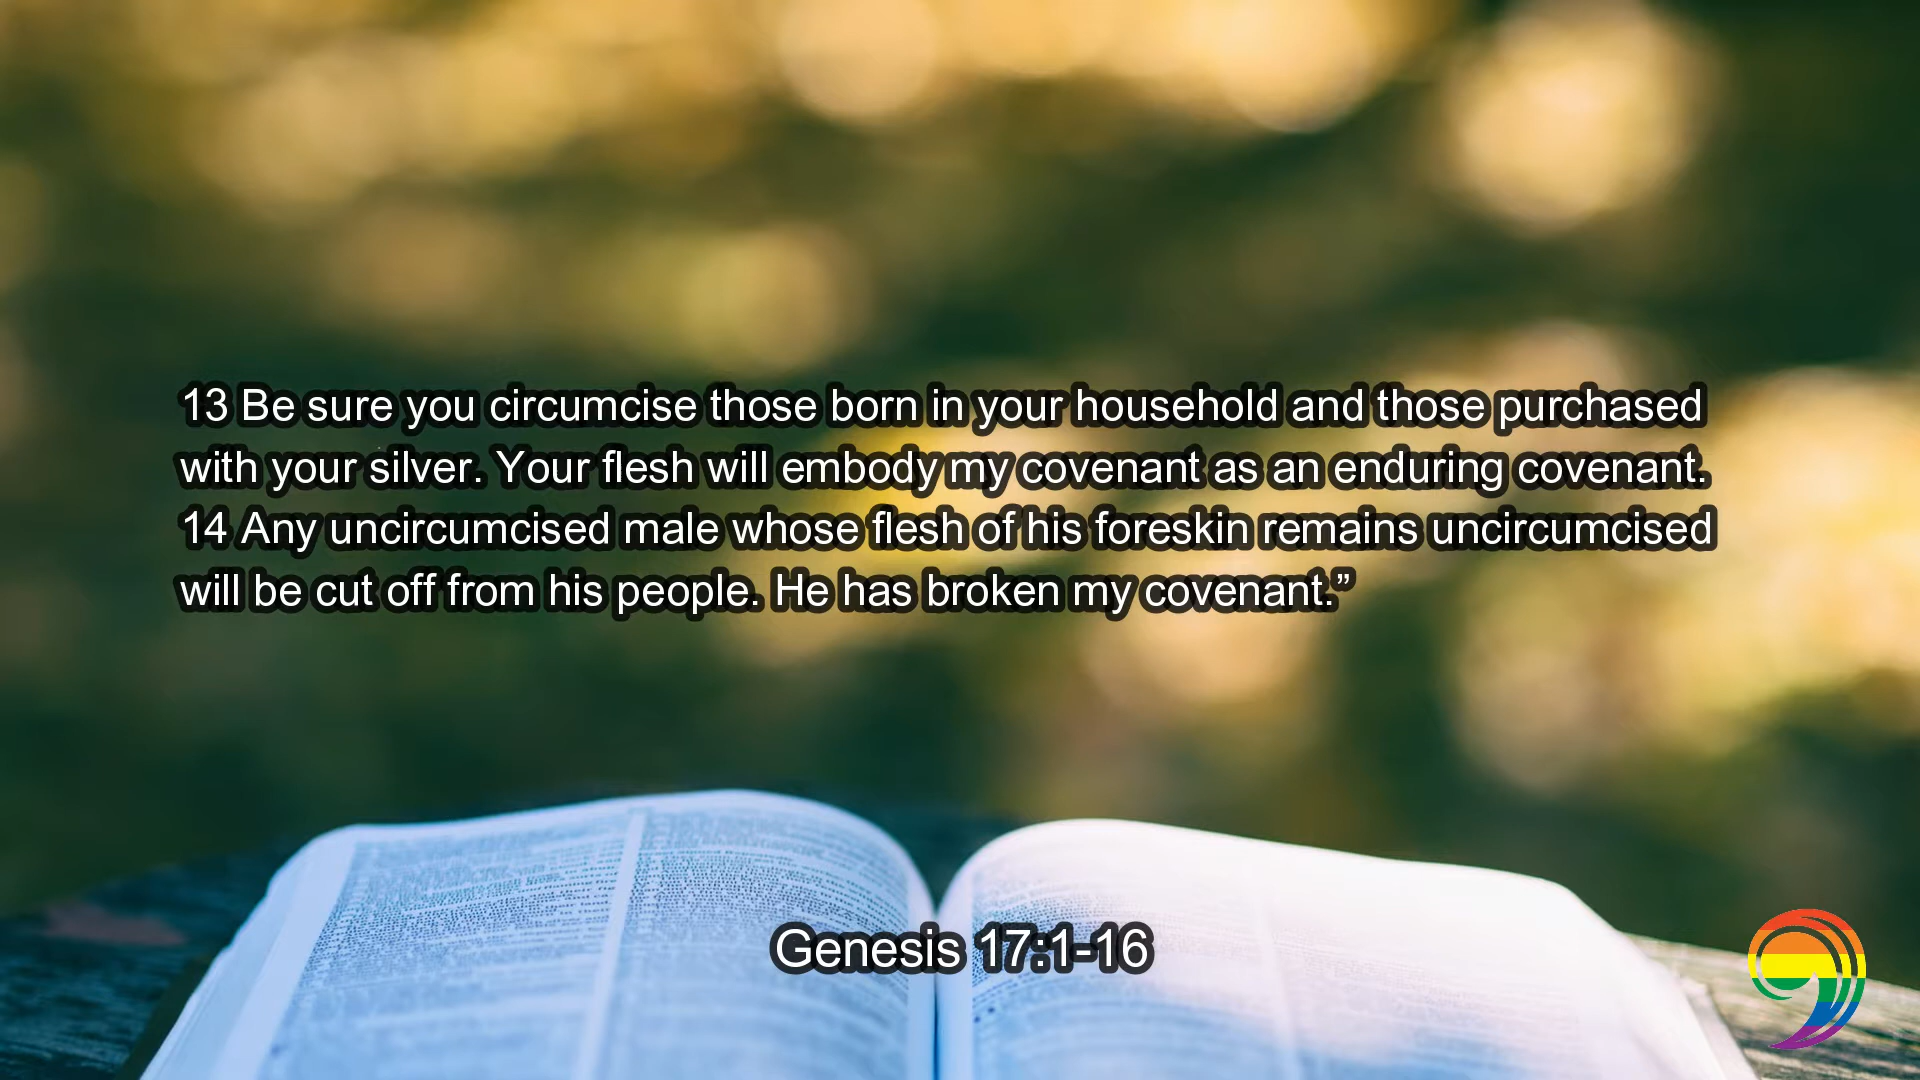 13 Be sure you circumcise those born in your household and those purchased
with your silver. Your flesh will embody my covenant as an enduring covenant.
14 Any uncircumcised male whose flesh of his foreskin remains uncircumcised
will be cut off from his people. He has broken my covenant.”
Genesis 17:1-16